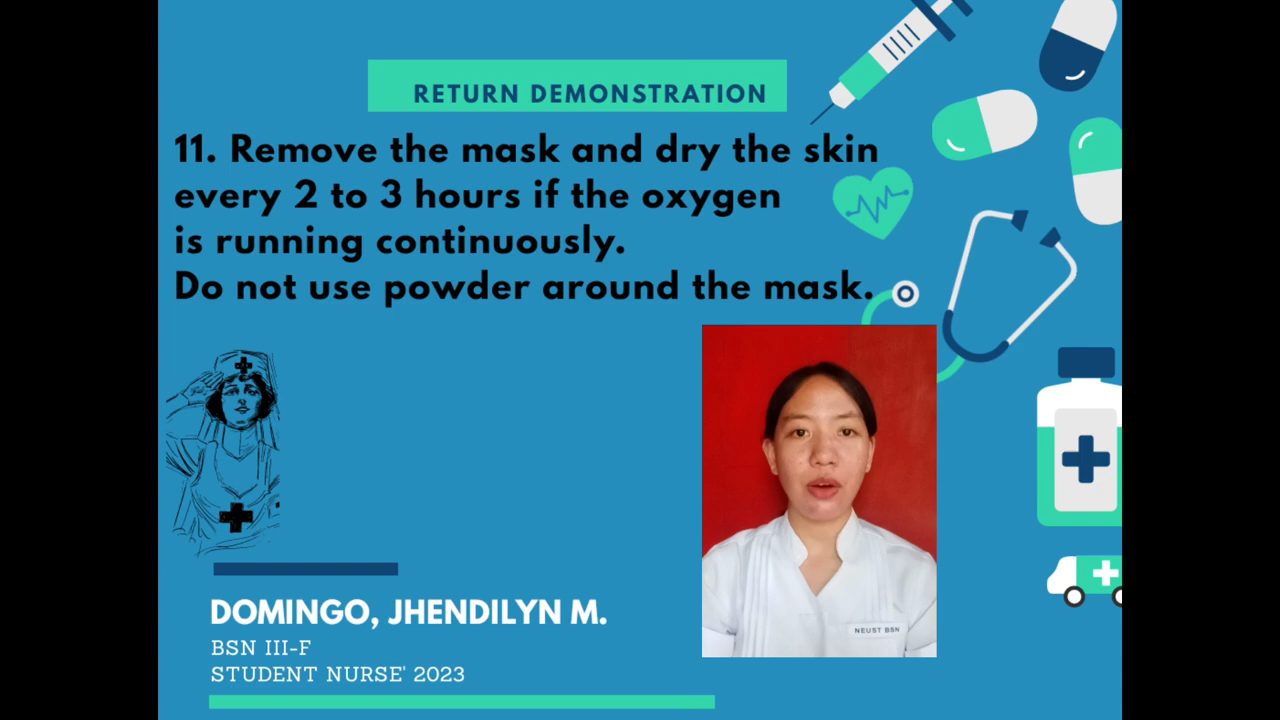 RETURN DEMONSTRATION
11. Remove the mask and dry the skin
every 2 to 3 hours if the oxygen
is running continuously.
Do not use powder around the mask.
NEUST BSN
DOMINGO, JHENDILYN M.
BSN III-F
STUDENT NURSE' 2023